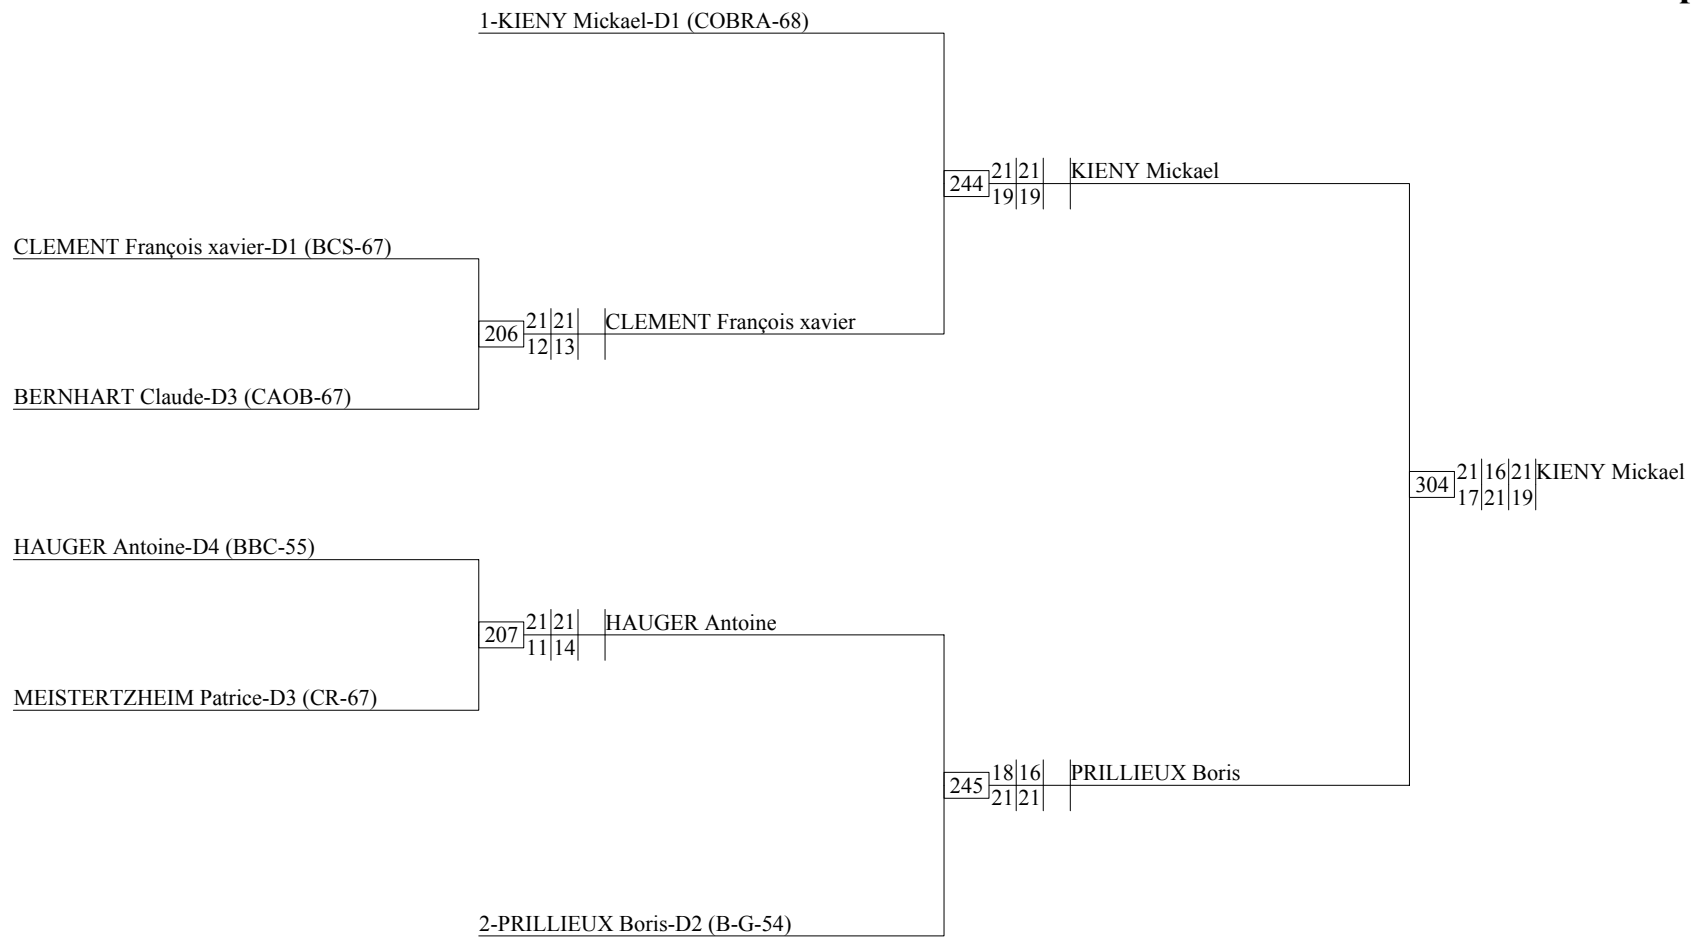 1-KIENY Mickael-D1 (COBRA-68)
21 21 KIENY Mickael
244
19 19
CLEMENT François xavier-D1 (BCS-67)
21 21 CLEMENT François xavier
206
12 13
BERNHART Claude-D3 (CAOB-67)
21 16 21 KIENY Mickael
304
17 21 19
HAUGER Antoine-D4 (BBC-55)
21 21 HAUGER Antoine
207
11 14
MEISTERTZHEIM Patrice-D3 (CR-67)
18 16 PRILLIEUX Boris
245
21 21
2-PRILLIEUX Boris-D2 (B-G-54)